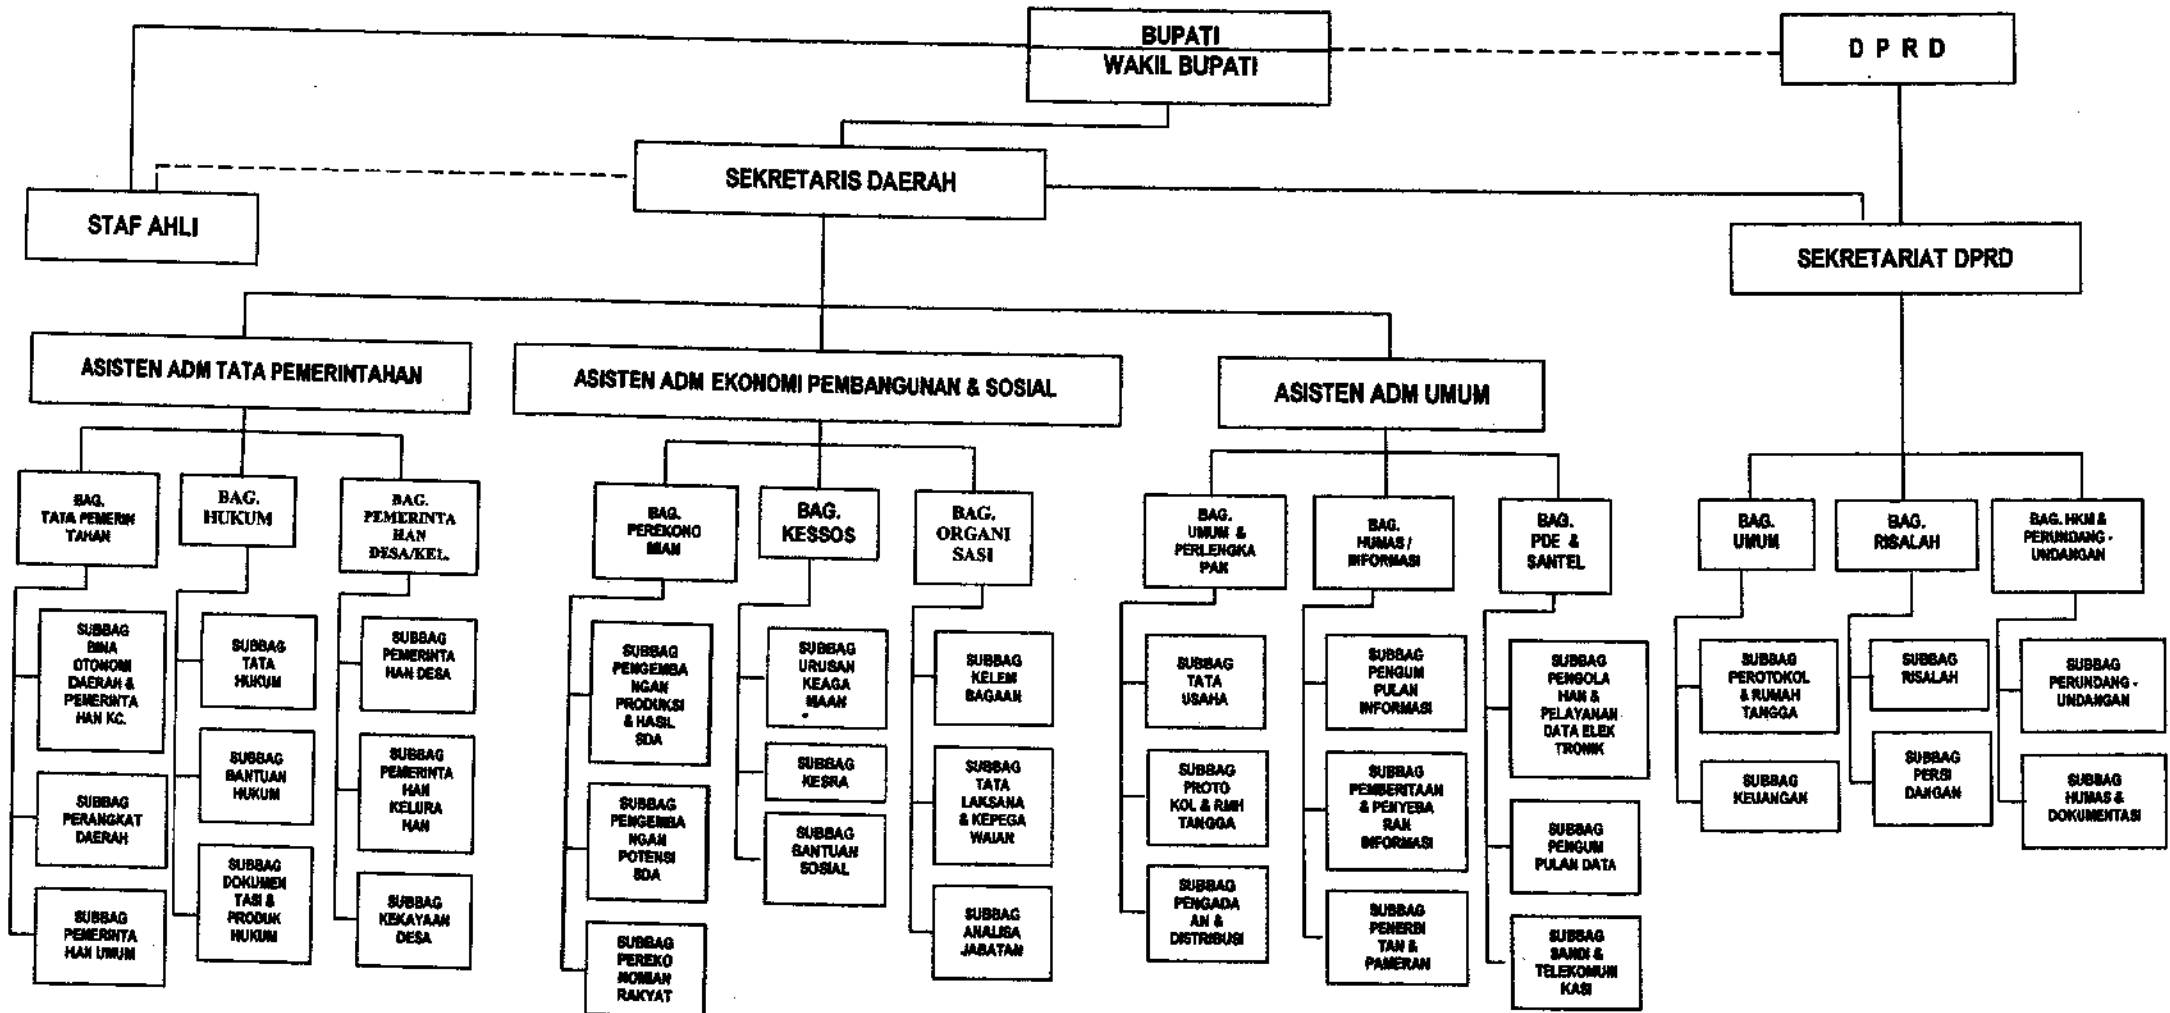 BUPATI
WAKIL BUPATI
D P R D
SEKRETARIS DAERAH
STAF AHLI
SEKRETARIAT DPRD
ASISTEN ADM TATA PEMERINTAHAN
ASISTEN ADM EKONOMI PEMBANGUNAN & SOSIAL
ASISTEN ADM UMUM
BAG.
TATA PEMERIN
TAHAN
BAG.
HUKUM
BAG.
PEMERINTA
HAN
DESA/KEL.
BAG.
PEREKONO
MIAN
BAG.
KESSOS
BAG.
ORGANI
SASI
BAG.
UMUM &
PERLENGKA
PAN
BAG.
HUMAS /
INFORMASI
BAG.
PDE &
SANTEL
BAG.
UMUM
BAG.
RISALAH
BAG. HKM &
PERUNDANG -
UNDANGAN
SUBBAG
BINA
OTONOMI
DAERAH &
PEMERINTA
HAN KC.
SUBBAG
PERANGKAT
DAERAH
SUBBAG
PEMERINTA
HAN UMUM
SUBBAG
TATA
HUKUM
SUBBAG
BANTUAN
HUKUM
SUBBAG
DOKUMEN
TASI &
PRODUK
HUKUM
SUBBAG
PEMERINTA
HAN DESA
SUBBAG
PEMERINTA
HAN
KELURA
HAN
SUBBAG
KEKAYAAN
DESA
SUBBAG
PENGEMBA
NGAN
PRODUKSI
& HASIL
SDA
SUBBAG
PENGEMBA
NGAN
POTENSI
SDA
SUBBAG
PEREKO
NOMIAN
RAKYAT
SUBBAG
URUSAN
KEAGA
MAAN
SUBBAG
KESRA
SUBBAG
BANTUAN
SOSIAL
SUBBAG
KELEM
BAGAAN
SUBBAG
TATA
LAKSANA
& KEPEGA
WAIAN
SUBBAG
ANALISA
JABATAN
SUBBAG
TATA
USAHA
SUBBAG
PROTO
KOL & RMH
TANGGA
SUBBAG
PENGADA
AN &
DISTRIBUSI
SUBBAG
PENGUM
PULAN
INFORMASI
SUBBAG
PEMBERITAAN
& PENYEBA
RAN
INFORMASI
SUBBAG
PENERBI
TAN &
PAMERAN
SUBBAG
PENGOLA
HAN &
PELAYANAN
DATA ELEK
TRONIK
SUBBAG
PENGUM
PULAN DATA
SUBBAG
SANDI &
TELEKOMUNI
KASI
SUBBAG
PEROTOKOL
& RUMAH
TANGGA
SUBBAG
KEUANGAN
SUBBAG
RISALAH
SUBBAG
PERSI
DANGAN
SUBBAG
PERUNDANG -
UNDANGAN
SUBBAG
HUMAS &
DOKUMENTASI